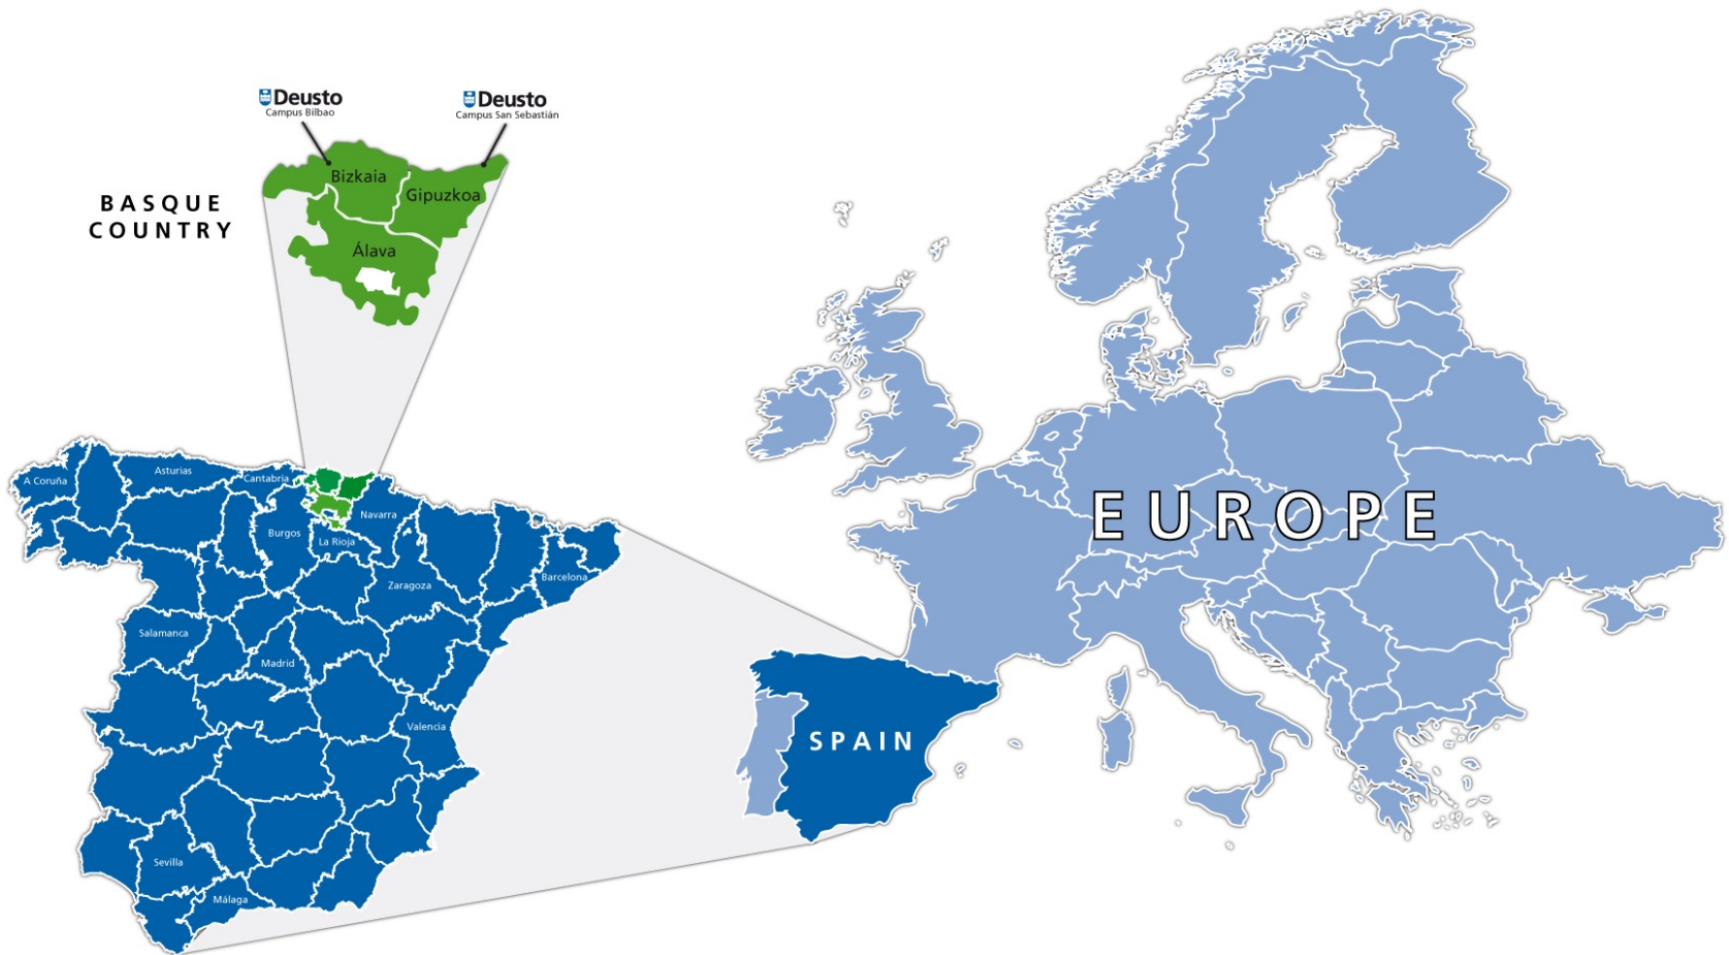 Deusto
Campus Bilbao
Deusto
Campus San Sebastián
BASQUE
COUNTRY
Bizkaia
Gipuzkoa
Álava
A Coruña
Asturias
Cantabria
Navarra
Burgos
La Rioja
Zaragoza
Barcelona
Salamanca
Madrid
Valencia
Sevilla
Málaga
EUROPE
SPAIN